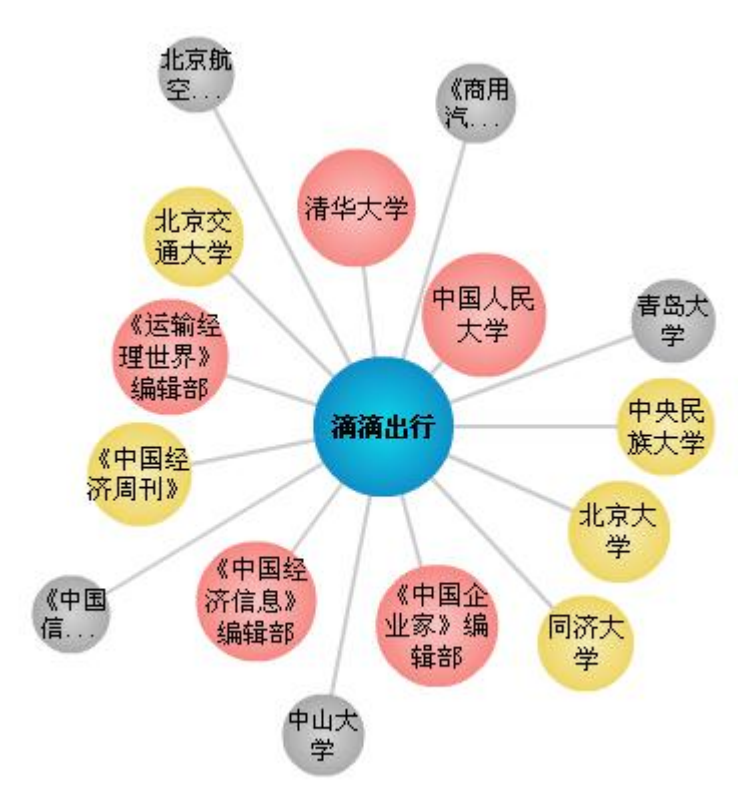 北京航
空...
《商用
汽...
清华大学
北京交
通大学
中国人民
大学
青岛大
学
《运输经
理世界》
编辑部
中央民
族大学
滴滴出行
《中国经
济周刊》
北京大
学
《中国经
济信息》
编辑部
《中国企
业家》编
辑部
《中国
信...
同济大
学
中山大
学